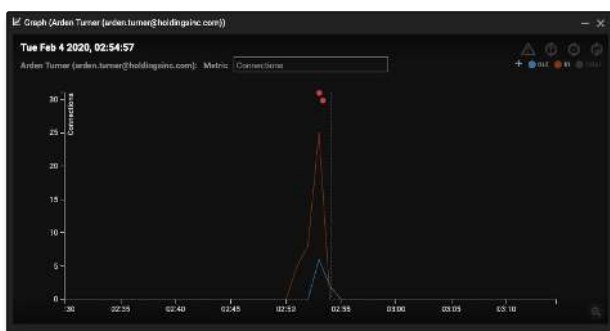 Graph (Arden Turner (arden.turner@holdingsinc.com))
Tue Feb 4 2020, 02:54:57
Arden Turner (arden.turner@holdingsinc.com): Metric Connections
+ out in
Connections
30
25
20
15
10
5
0
:30 02:35 02:40 02:45 02:50 02:55 03:00 03:05 03:10